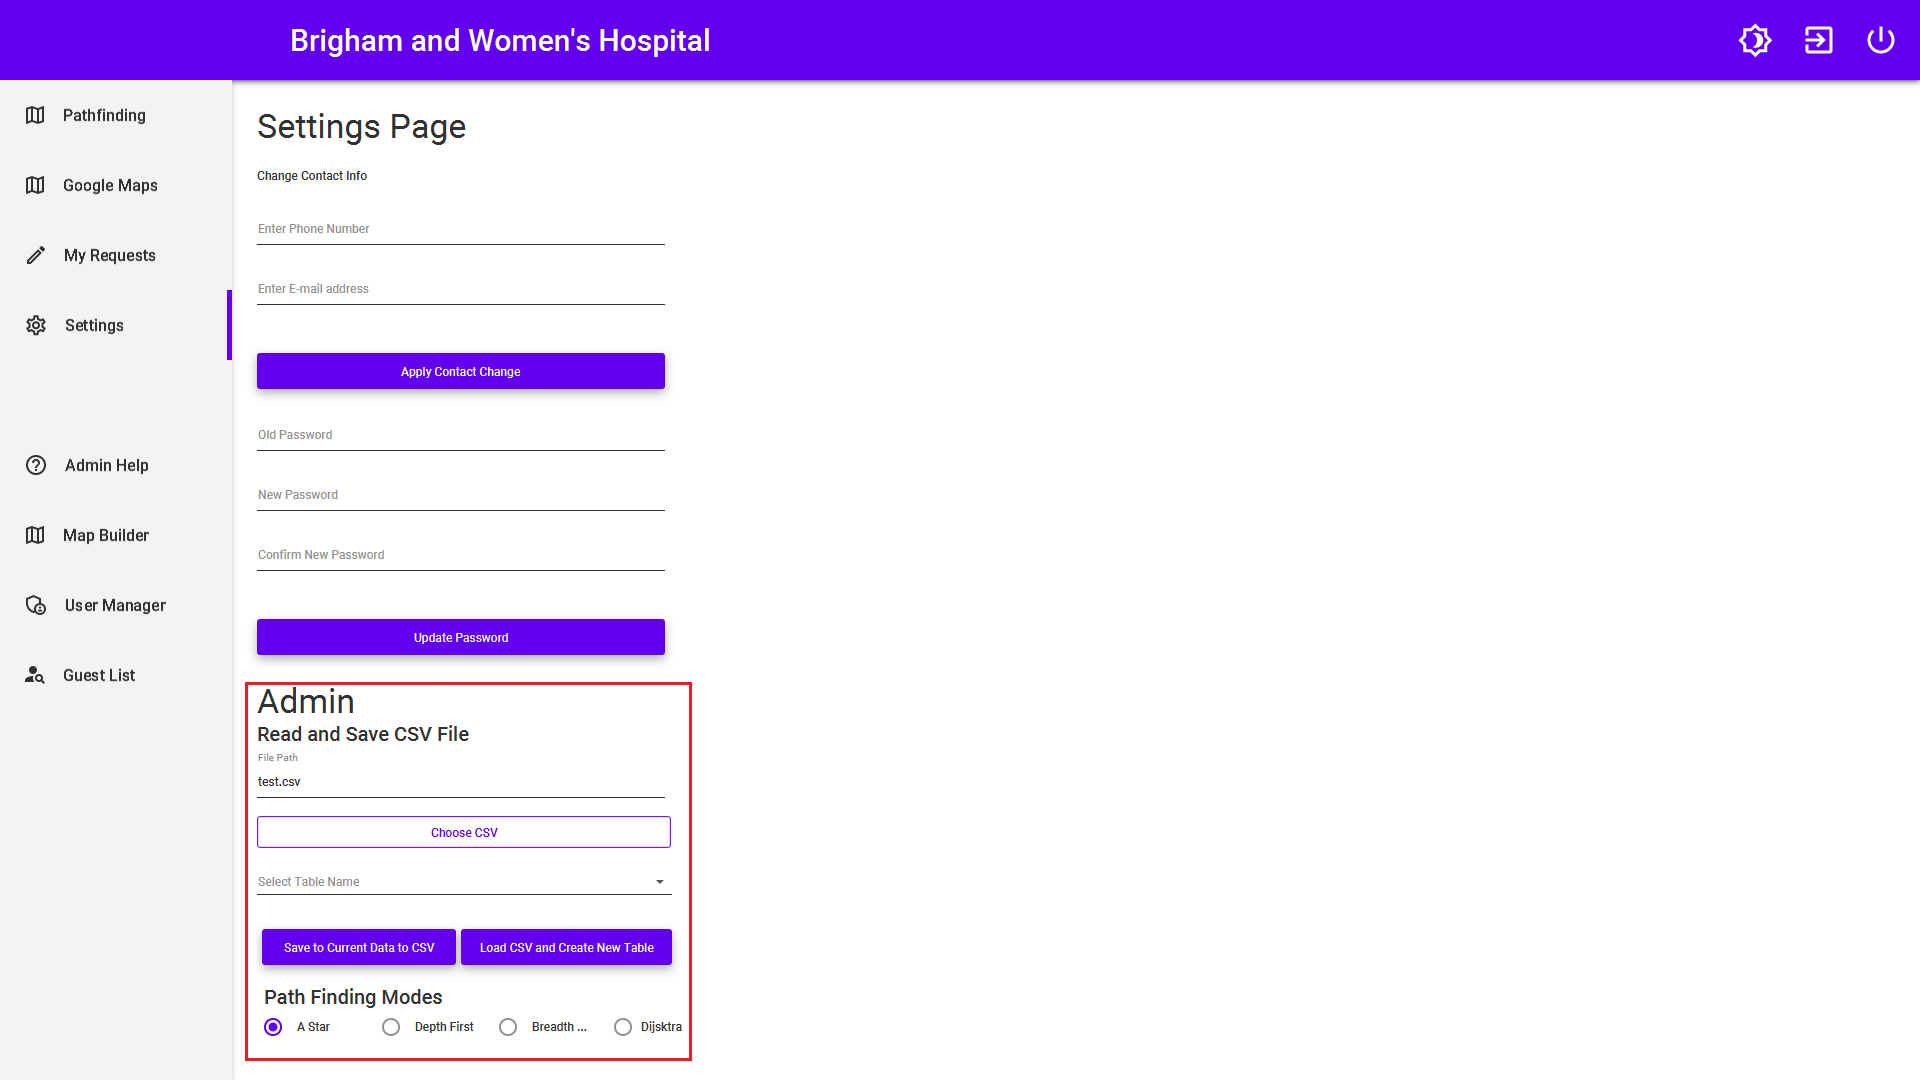 Brigham and Women's Hospital
Pathfinding
Google Maps
My Requests
Settings
Admin Help
Map Builder
User Manager
Guest List
Settings Page
Change Contact Info
Enter Phone Number
Enter E-mail address
Apply Contact Change
Old Password
New Password
Confirm New Password
Update Password
Admin
Read and Save CSV File
File Path
test.csv
Choose CSV
Select Table Name
Save to Current Data to CSV Load CSV and Create New Table
Path Finding Modes
A Star Depth First Breadth ... Dijsktra